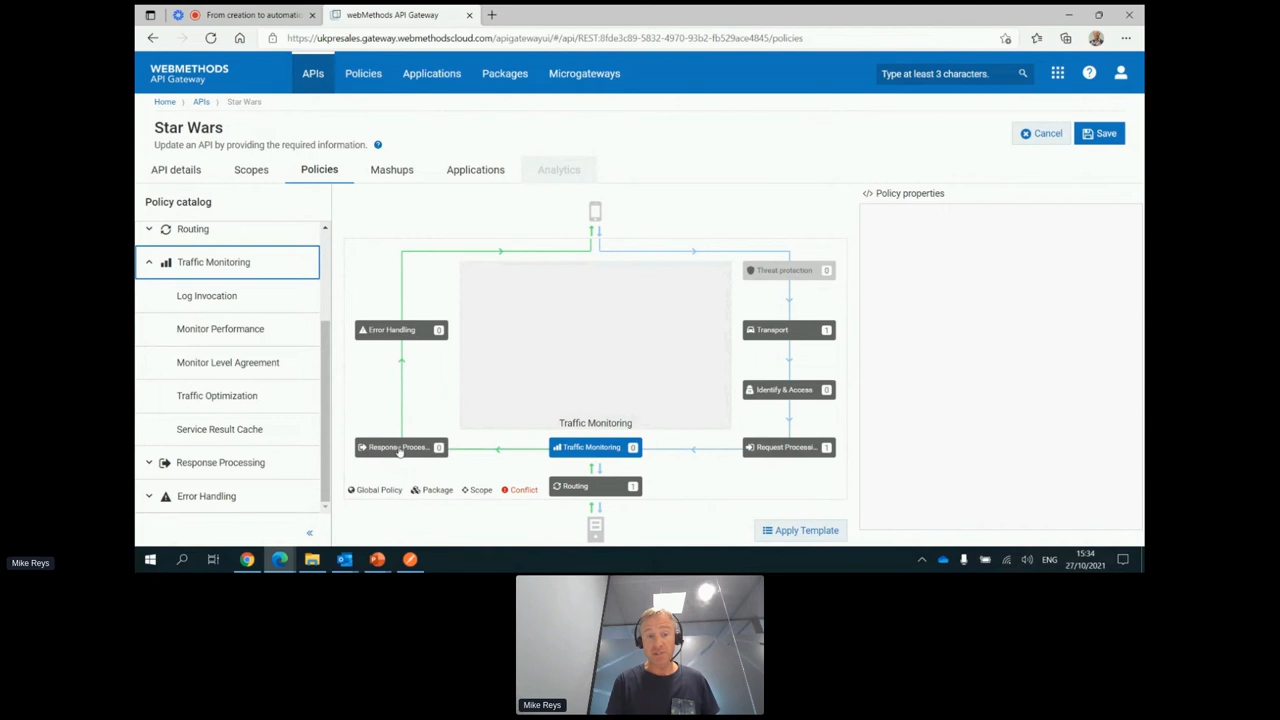 From creation to automati
webMethods API Gateway
https://ukpresales.gateway.webmethodscloud.com/apigatewayui/#/api/REST:8fde3c89-5832-4970-93b2-fb529ace4845/policies
WEBMETHODS
API Gateway
APIs
Policies
Applications
Packages
Microgateways
Type at least 3 characters.
Home
APIs
Star Wars
Star Wars
Update an API by providing the required information.
Cancel
Save
API details
Scopes
Policies
Mashups
Applications
Analytics
Policy catalog
Routing
Traffic Monitoring
Log Invocation
Monitor Performance
Monitor Level Agreement
Traffic Optimization
Service Result Cache
Response Processing
Error Handling
Threat protection 0
Error Handling 0
Transport 1
Identify & Access 0
Traffic Monitoring
Response Proces... 0
Traffic Monitoring 0
Request Processi... 1
Routing 1
Global Policy
Package
Scope
Conflict
Apply Template
</> Policy properties
ENG
15:34
27/10/2021
Mike Reys
Mike Reys